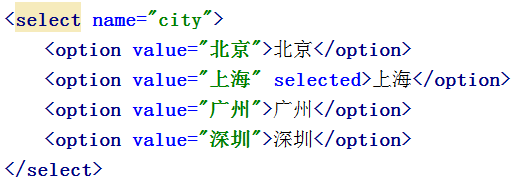 <select name="city">
    <option value="北京">北京</option>
    <option value="上海" selected>上海</option>
    <option value="广州">广州</option>
    <option value="深圳">深圳</option>
</select>